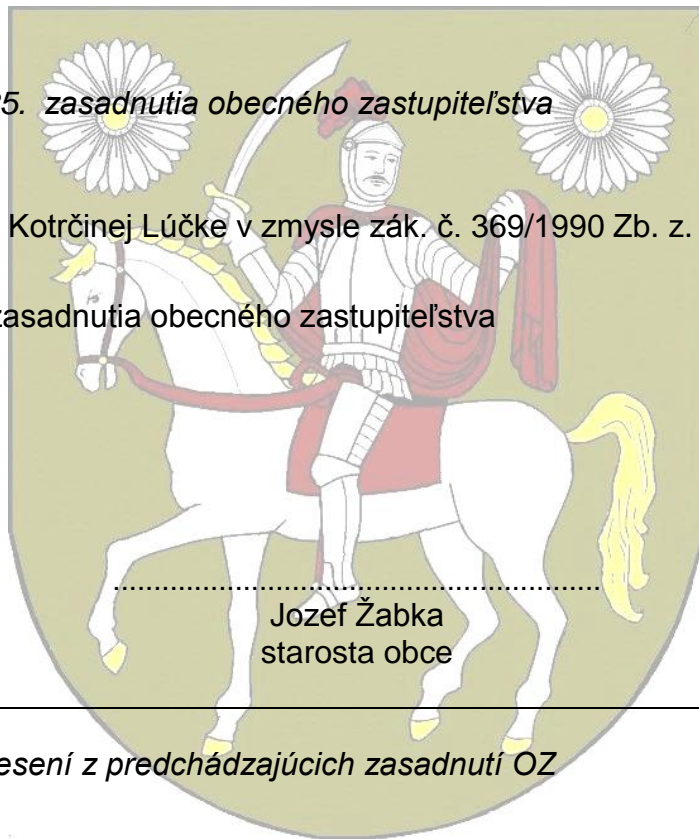 5. zasadnutia obecného zastupiteľstva
Kotrčinej Lúčke v zmysle zák. č. 369/1990 Zb. z.
zasadnutia obecného zastupiteľstva
............................................................
Jozef Žabka
starosta obce
esení z predchádzajúcich zasadnutí OZ